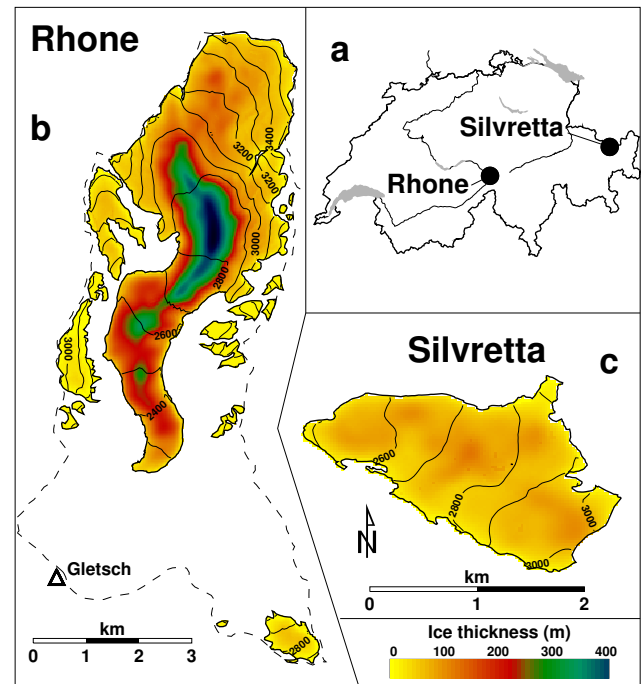 Rhone
b
3400
3200
3200
3000
2800
2600
3000
2400
Gletsch
km
0 1 2 3
2800
a
Silvretta
Rhone
Silvretta
c
2600
2800
3000
3000
N
km
0 1 2
Ice thickness (m)
0 100 200 300 400